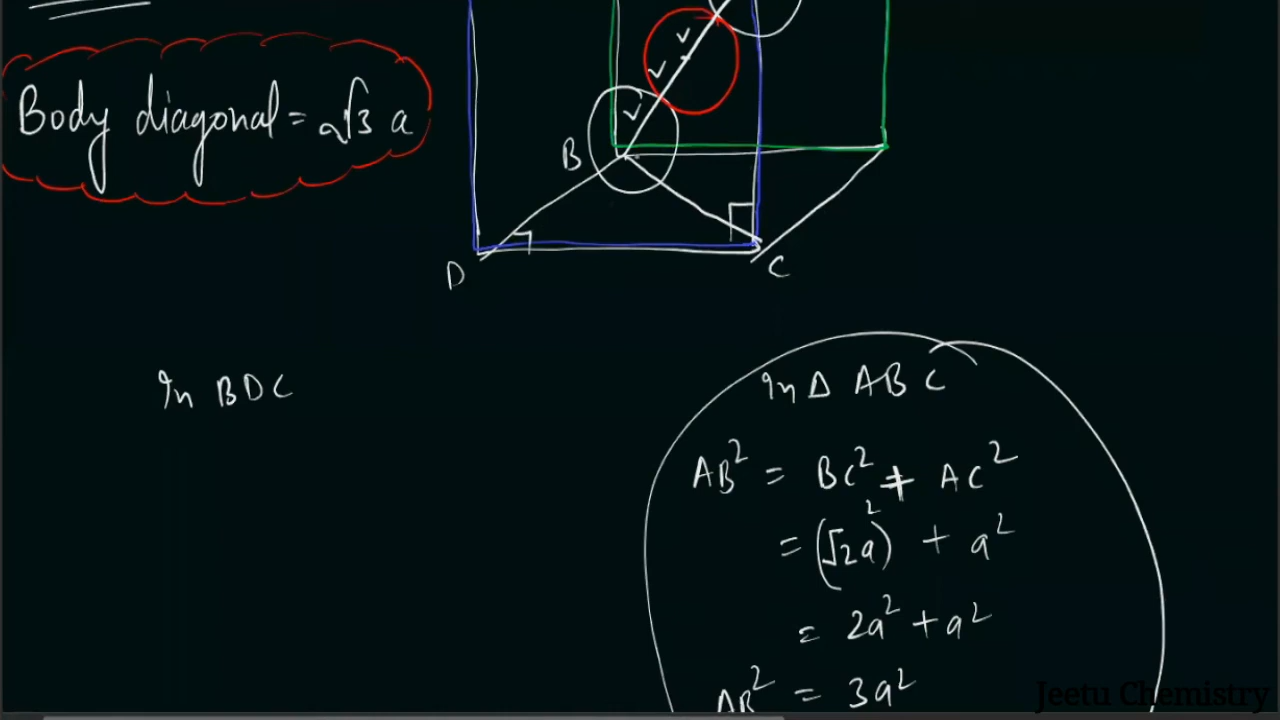 Body diagonal = √3 a
B
D
C
In BDC
In Δ ABC
AB² = BC² + AC²
= (√2a)² + a²
= 2a² + a²
AB² = 3a²
Jeetu Chemistry